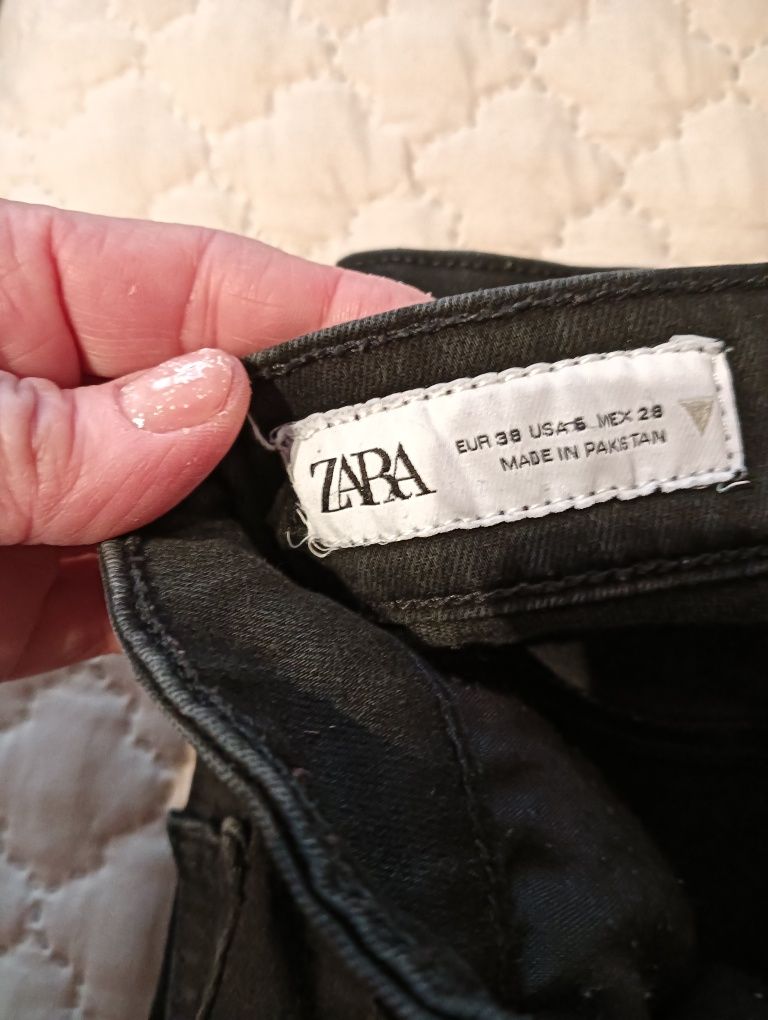 ZARA
EUR 38 USA 6 MEX 28
MADE IN PAKISTAN